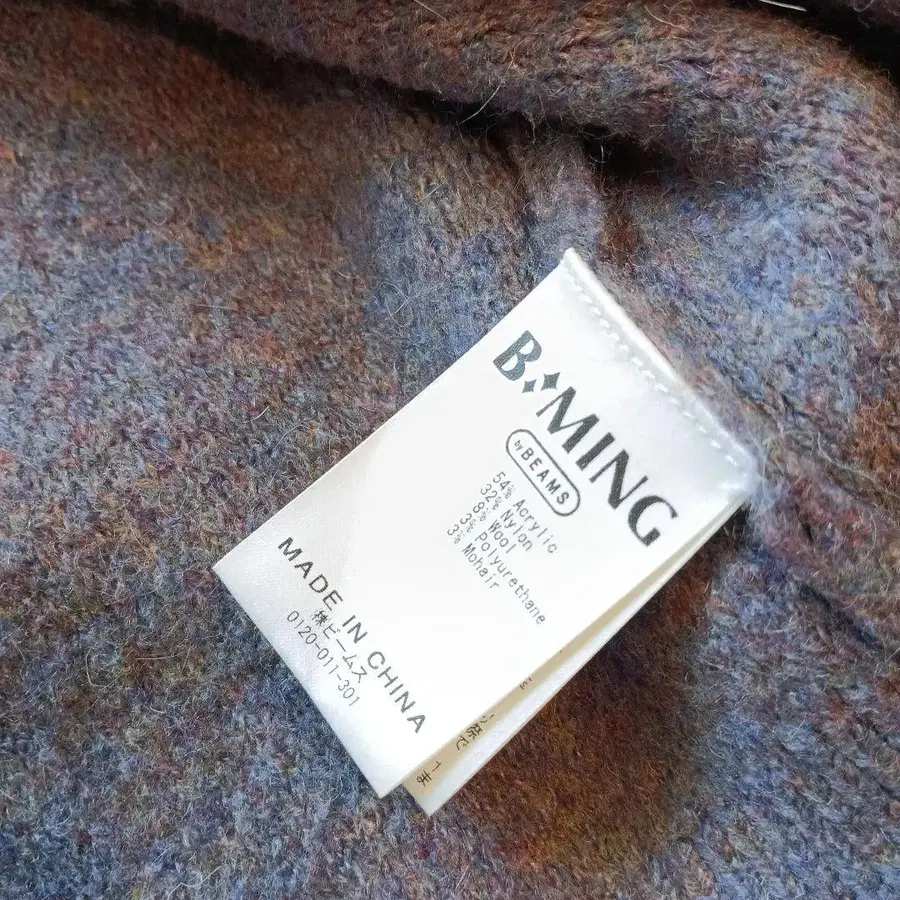 B:MING
by BEAMS
54% Acrylic
32% Nylon
8% Wool
3% Polyurethane
3% Mohair
MADE IN CHINA
㈱ビームス
0120-011-301